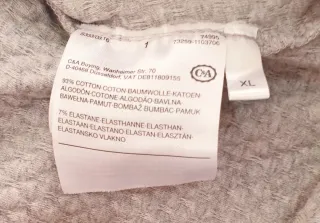 1
C&A Buying, Wanheimer Str. 70
D-40468 Düsseldorf, VAT DE811809155
C&A
XL
93% COTTON-COTON-BAUMWOLLE-KATOEN-
ALGODÓN-COTONE-ALGODÃO-BAVLNA-
BAWEŁNA-PAMUT-BOMBAŽ-BUMBAC-PAMUK
7% ELASTANE-ELASTHANNE-ELASTHAN-
ELASTAAN-ELASTANO-ELASTAN-ELASZTÁN-
ELASTANSKO VLAKNO